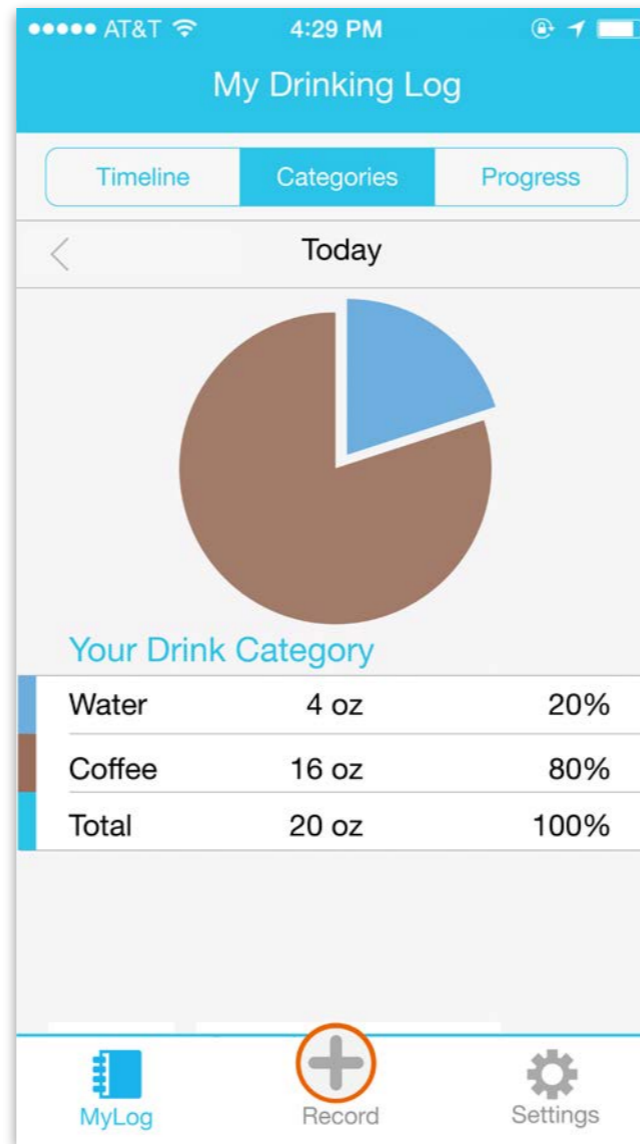 AT&T 4:29 PM
My Drinking Log
Timeline Categories Progress
Today
Your Drink Category
Water 4 oz 20%
Coffee 16 oz 80%
Total 20 oz 100%
MyLog Record Settings